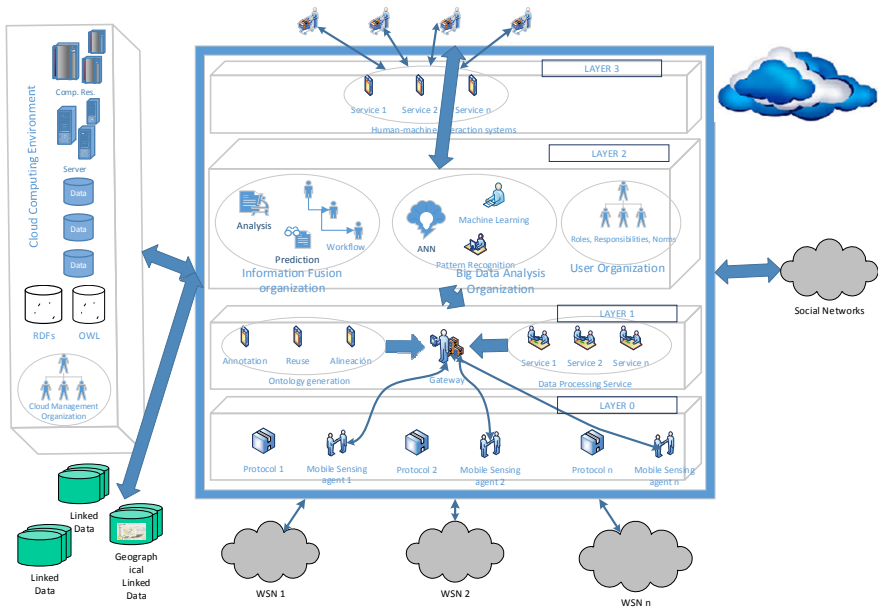 LAYER 3
Service 1
Service 2
Service n
Human-machine interaction systems
Cloud Computing Environment
Comp. Res.
Server
Data
Data
Data
RDFs
OWL
Cloud Management
Organization
LAYER 2
Analysis
Prediction
Workflow
Information Fusion
organization
ANN
Machine Learning
Pattern Recognition
Big Data Analysis
Organization
Roles, Responsibilities, Norms
User Organization
Social Networks
LAYER 1
Annotation
Reuse
Alineación
Ontology generation
Gateway
Service 1
Service 2
Service n
Data Processing Service
LAYER 0
Protocol 1
Mobile Sensing
agent 1
Protocol 2
Mobile Sensing
agent 2
Protocol n
Mobile Sensing
agent n
Linked
Data
Linked
Data
Geograph
ical
Linked
Data
WSN 1
WSN 2
WSN n